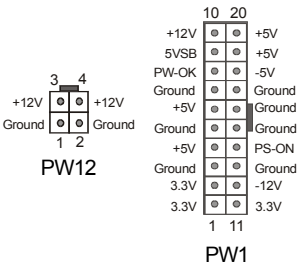 10 20
+12V +5V
5VSB +5V
PW-OK -5V
Ground Ground
+5V Ground
Ground Ground
+5V PS-ON
Ground Ground
3.3V -12V
3.3V 3.3V
1 11
PW1
3 4
+12V +12V
Ground Ground
1 2
PW12